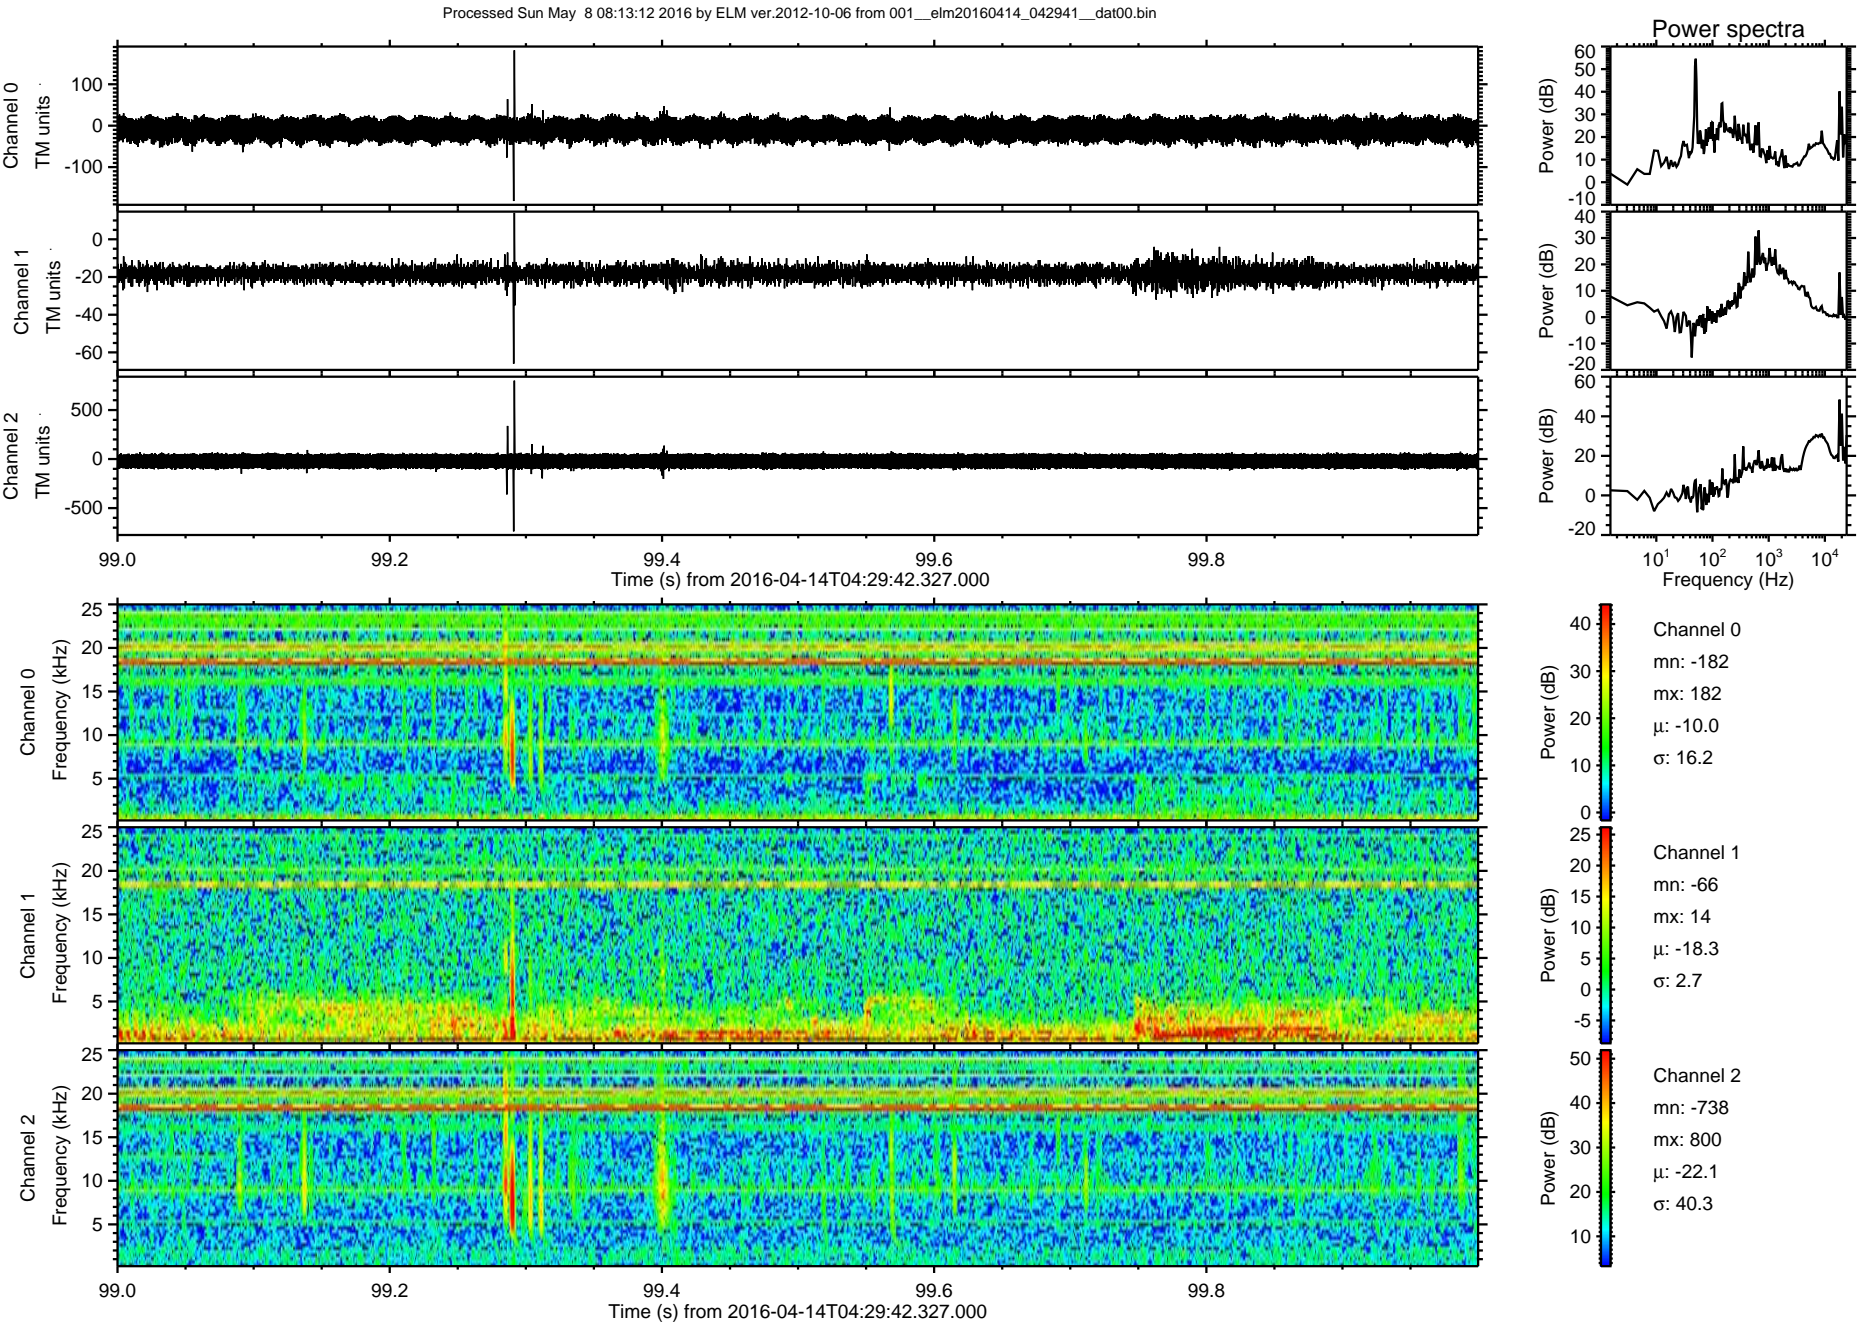 Processed Sun May 8 08:13:12 2016 by ELM ver.2012-10-06 from 001__elm20160414_042941__dat00.bin
Power spectra
Channel 0
TM units
100
0
-100
Power (dB)
60
50
40
30
20
10
0
-10
Channel 1
TM units
0
-20
-40
-60
Power (dB)
40
30
20
10
0
-10
-20
Channel 2
TM units
500
0
-500
Power (dB)
60
40
20
0
-20
99.0 99.2 99.4 99.6 99.8
Time (s) from 2016-04-14T04:29:42.327.000
10¹ 10² 10³ 10⁴
Frequency (Hz)
Channel 0
Frequency (kHz)
25
20
15
10
5
Power (dB)
40
30
20
10
0
Channel 0
mn: -182
mx: 182
µ: -10.0
σ: 16.2
Channel 1
Frequency (kHz)
25
20
15
10
5
Power (dB)
25
20
15
10
5
0
-5
Channel 1
mn: -66
mx: 14
µ: -18.3
σ: 2.7
Channel 2
Frequency (kHz)
25
20
15
10
5
Power (dB)
50
40
30
20
10
Channel 2
mn: -738
mx: 800
µ: -22.1
σ: 40.3
99.0 99.2 99.4 99.6 99.8
Time (s) from 2016-04-14T04:29:42.327.000